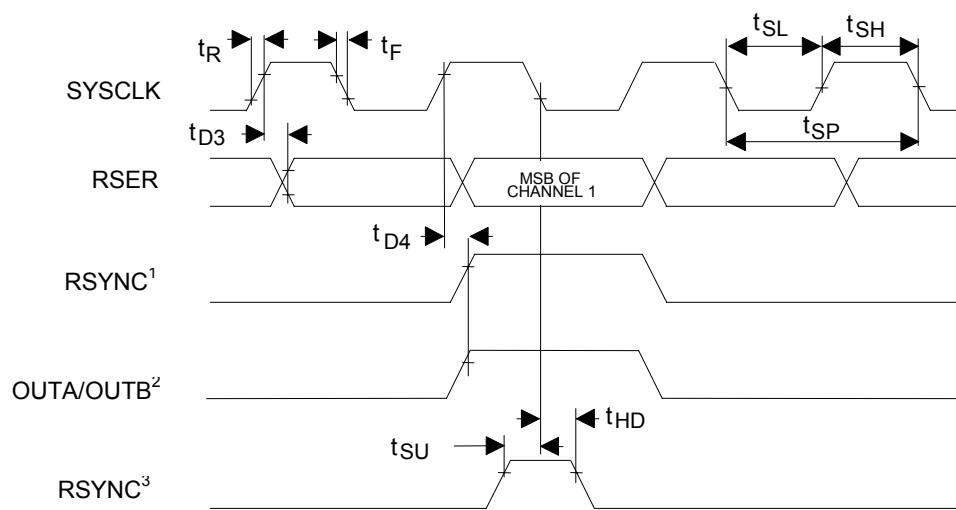 tR
tF
tSL
tSH
SYSCLK
tD3
tSP
RSER
MSB OF
CHANNEL 1
tD4
RSYNC1
OUTA/OUTB2
tHD
tSU
RSYNC3